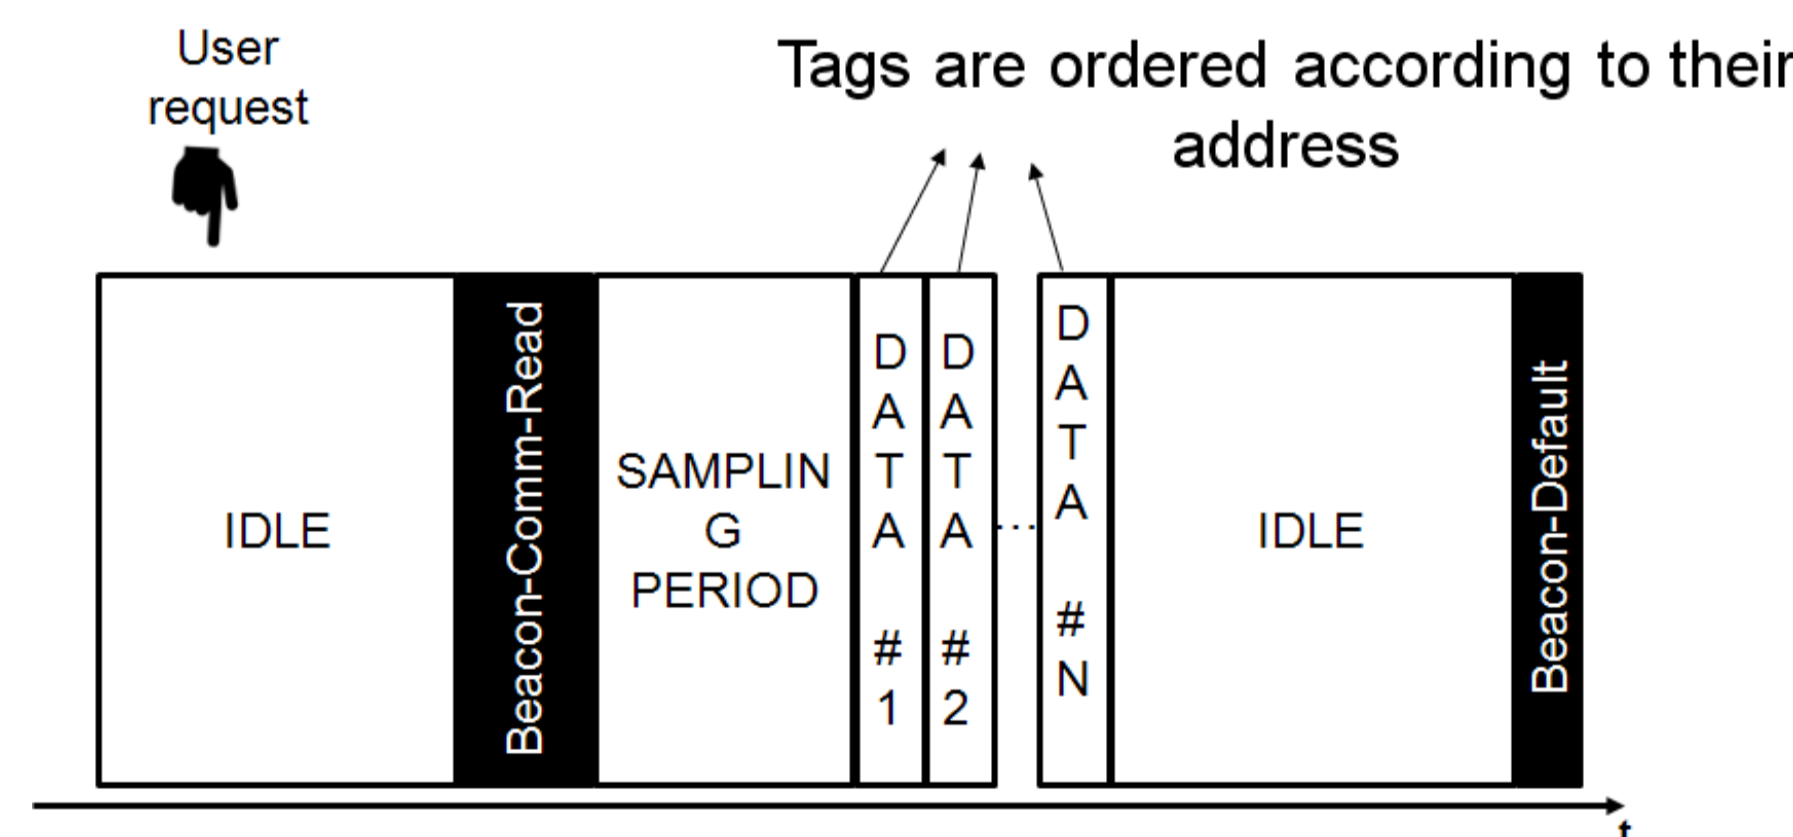 User
request
Tags are ordered according to their
address
IDLE
Beacon-Comm-Read
SAMPLIN
G
PERIOD
D
A
T
A
#
1
D
A
T
A
#
2
...
D
A
T
A
#
N
IDLE
Beacon-Default
t